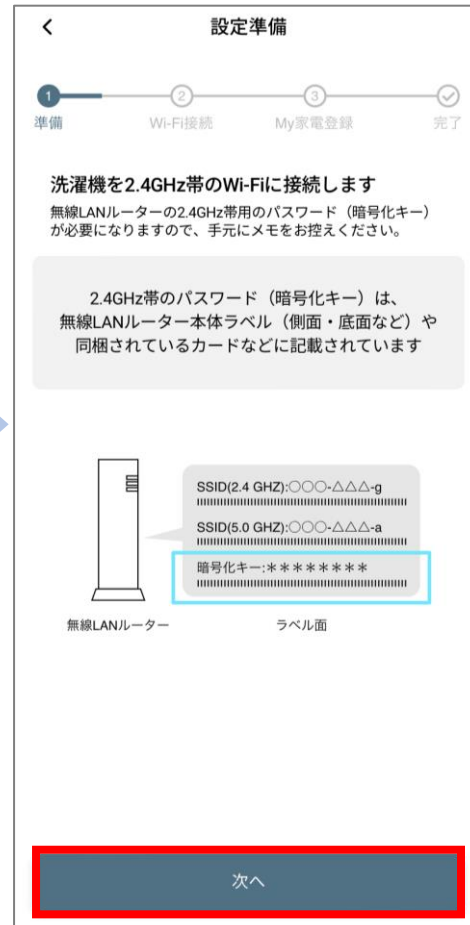 設定準備
1 2 3
準備 Wi-Fi接続 My家電登録 完了
洗濯機を2.4GHz帯のWi-Fiに接続します
無線LANルーターの2.4GHz帯用のパスワード（暗号化キー）
が必要になりますので、手元にメモをお控えください。
2.4GHz帯のパスワード（暗号化キー）は、
無線LANルーター本体ラベル（側面・底面など）や
同梱されているカードなどに記載されています
SSID(2.4 GHZ):○○○-△△△-g
SSID(5.0 GHZ):○○○-△△△-a
暗号化キー:＊＊＊＊＊＊＊＊
無線LANルーター ラベル面
次へ